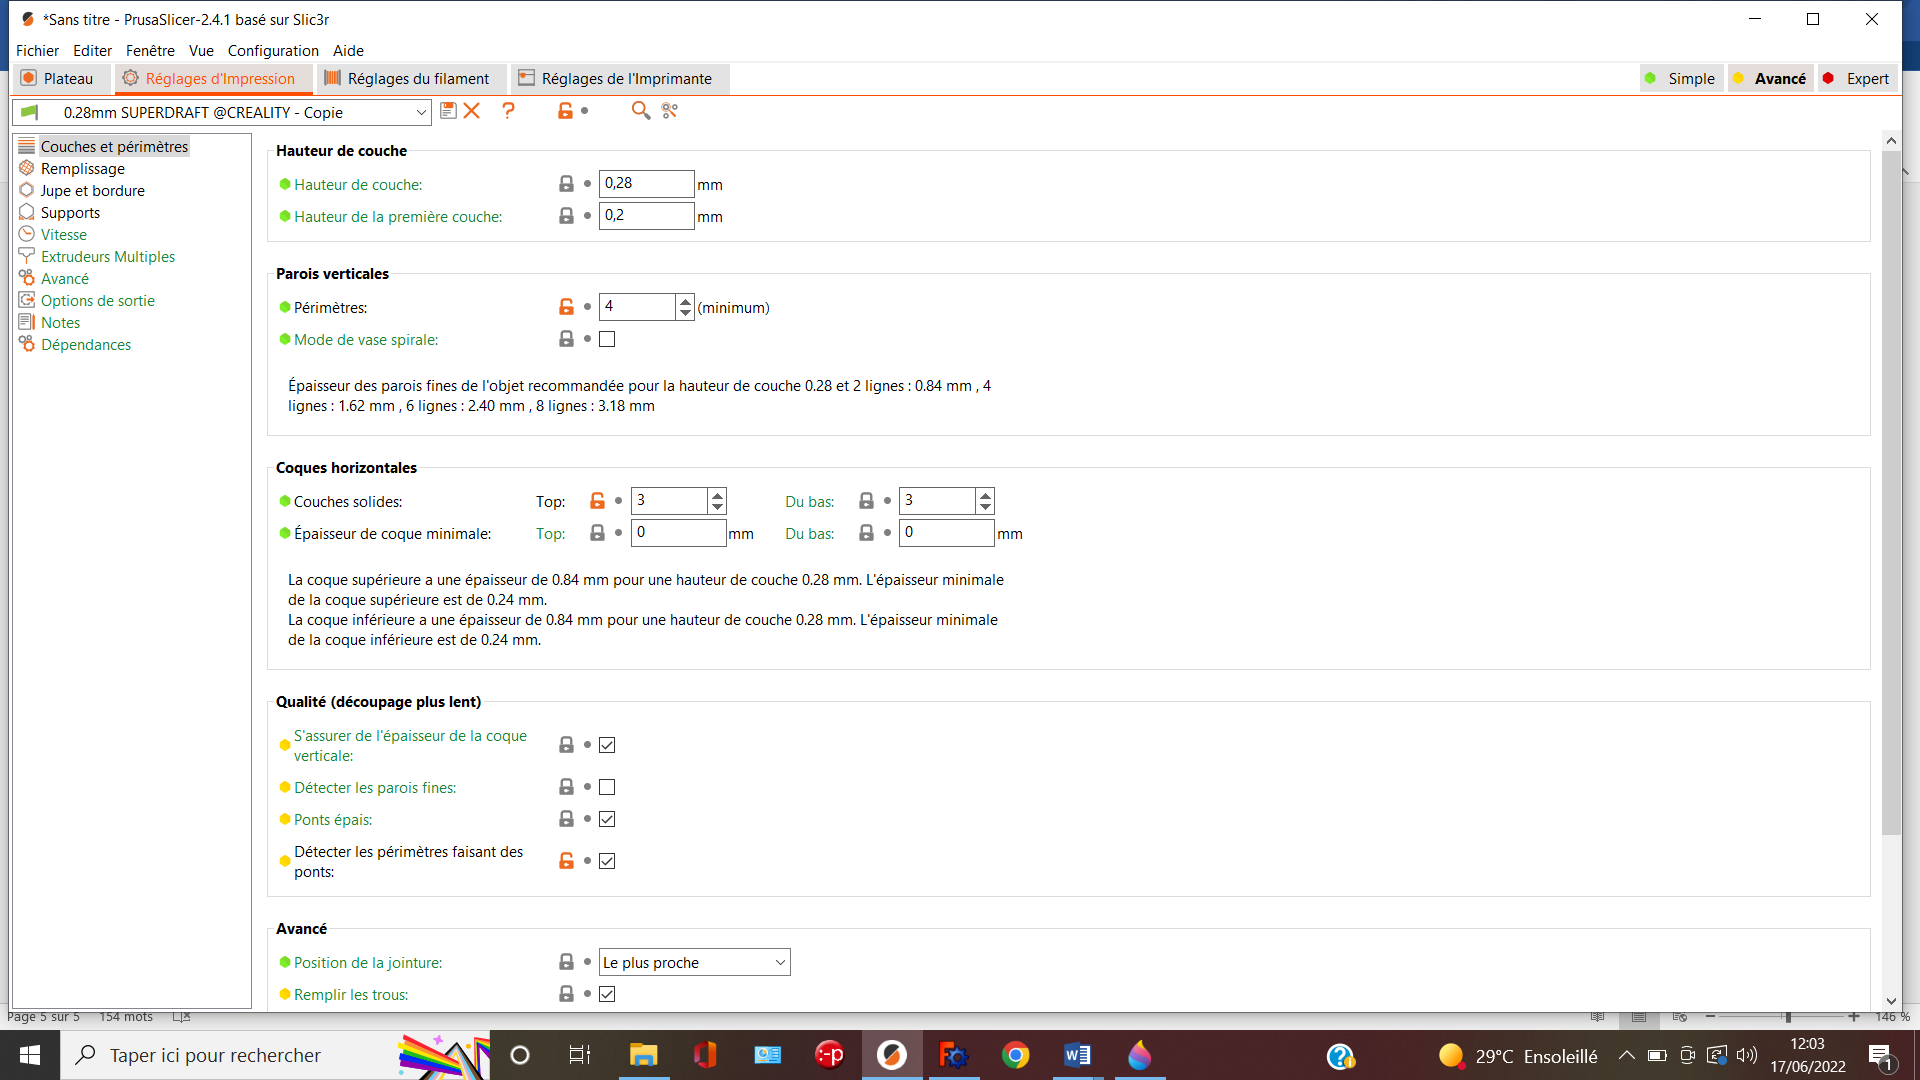 *Sans titre - PrusaSlicer-2.4.1 basé sur Slic3r
Fichier Editer Fenêtre Vue Configuration Aide
Plateau Réglages d'Impression Réglages du filament Réglages de l'Imprimante Simple Avancé Expert
0.28mm SUPERDRAFT @CREALITY - Copie
Couches et périmètres
Remplissage
Jupe et bordure
Supports
Vitesse
Extrudeurs Multiples
Avancé
Options de sortie
Notes
Dépendances
Hauteur de couche
Hauteur de couche: 0,28 mm
Hauteur de la première couche: 0,2 mm
Parois verticales
Périmètres: 4 (minimum)
Mode de vase spirale:
Épaisseur des parois fines de l'objet recommandée pour la hauteur de couche 0.28 et 2 lignes : 0.84 mm , 4
lignes : 1.62 mm , 6 lignes : 2.40 mm , 8 lignes : 3.18 mm
Coques horizontales
Couches solides: Top: 3 Du bas: 3
Épaisseur de coque minimale: Top: 0 mm Du bas: 0 mm
La coque supérieure a une épaisseur de 0.84 mm pour une hauteur de couche 0.28 mm. L'épaisseur minimale
de la coque supérieure est de 0.24 mm.
La coque inférieure a une épaisseur de 0.84 mm pour une hauteur de couche 0.28 mm. L'épaisseur minimale
de la coque inférieure est de 0.24 mm.
Qualité (découpage plus lent)
S'assurer de l'épaisseur de la coque
verticale:
Détecter les parois fines:
Ponts épais:
Détecter les périmètres faisant des
ponts:
Avancé
Position de la jointure: Le plus proche
Remplir les trous:
Page 5 sur 5 154 mots 146 %
Taper ici pour rechercher
29°C Ensoleillé
12:03
17/06/2022
1